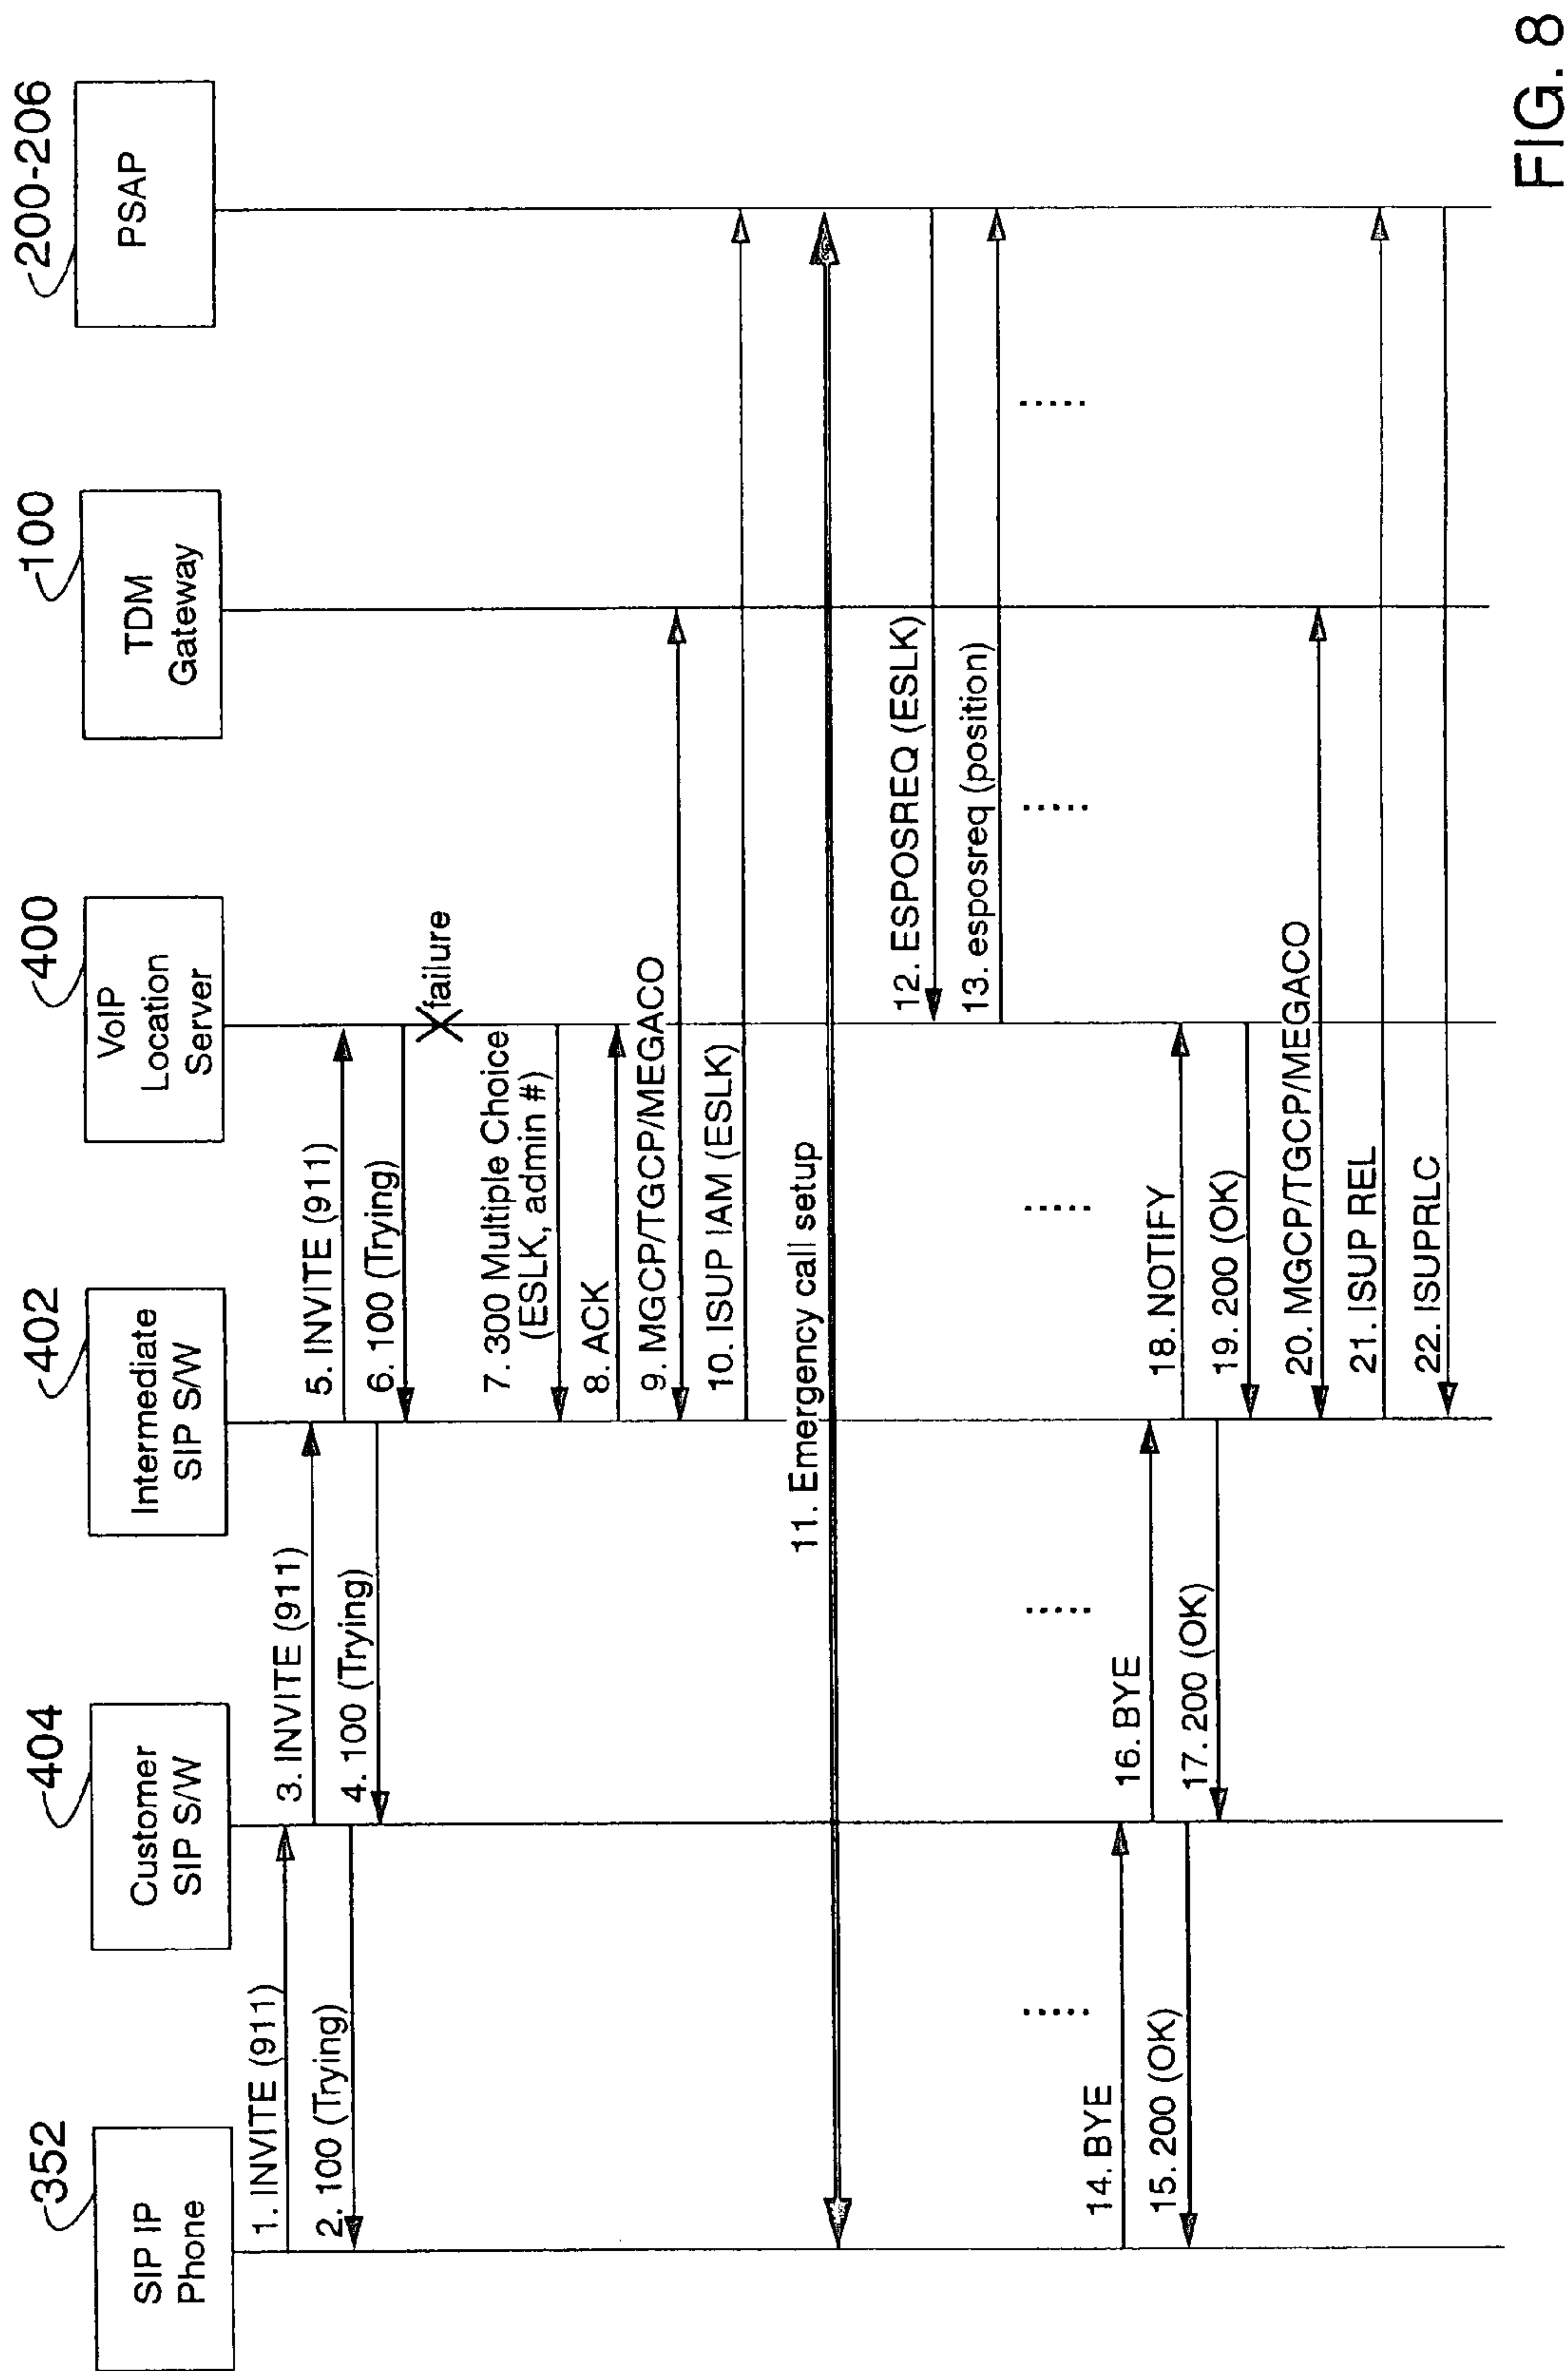 352
SIP IP
Phone
404
Customer
SIP S/W
402
Intermediate
SIP S/W
400
VoIP
Location
Server
100
TDM
Gateway
200-206
PSAP
1. INVITE (911)
2. 100 (Trying)
3. INVITE (911)
4. 100 (Trying)
5. INVITE (911)
6. 100 (Trying)
failure
7. 300 Multiple Choice
(ESLK, admin #)
8. ACK
9. MGCP/TGCP/MEGACO
10. ISUP IAM (ESLK)
11. Emergency call setup
12. ESPOSREQ (ESLK)
13. esposreq (position)
.....
.....
.....
.....
.....
14. BYE
15. 200 (OK)
16. BYE
17. 200 (OK)
18. NOTIFY
19. 200 (OK)
20. MGCP/TGCP/MEGACO
21. ISUP REL
22. ISUPRLC
FIG. 8